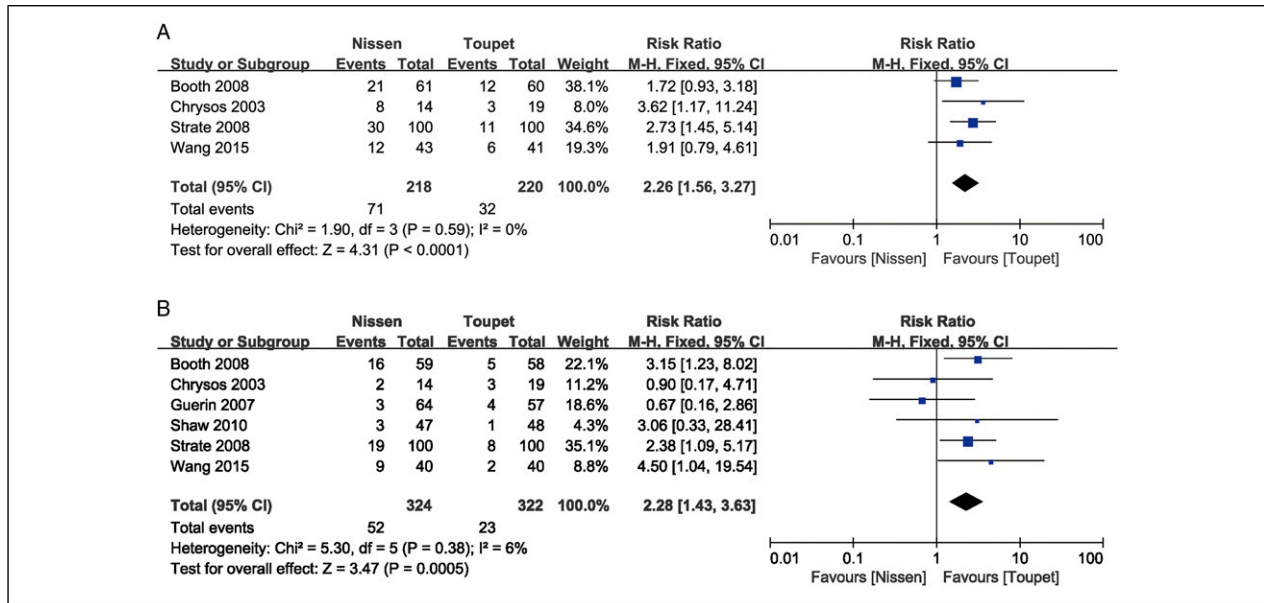 A
Nissen Toupet Risk Ratio Risk Ratio
Study or Subgroup Events Total Events Total Weight M-H, Fixed, 95% CI M-H, Fixed, 95% CI
Booth 2008 21 61 12 60 38.1% 1.72 [0.93, 3.18]
Chrysos 2003 8 14 3 19 8.0% 3.62 [1.17, 11.24]
Strate 2008 30 100 11 100 34.6% 2.73 [1.45, 5.14]
Wang 2015 12 43 6 41 19.3% 1.91 [0.79, 4.61]
Total (95% CI) 218 220 100.0% 2.26 [1.56, 3.27]
Total events 71 32
Heterogeneity: Chi² = 1.90, df = 3 (P = 0.59); I² = 0%
Test for overall effect: Z = 4.31 (P < 0.0001)
0.01 0.1 1 10 100
Favours [Nissen] Favours [Toupet]
B
Nissen Toupet Risk Ratio Risk Ratio
Study or Subgroup Events Total Events Total Weight M-H, Fixed, 95% CI M-H, Fixed, 95% CI
Booth 2008 16 59 5 58 22.1% 3.15 [1.23, 8.02]
Chrysos 2003 2 14 3 19 11.2% 0.90 [0.17, 4.71]
Guerin 2007 3 64 4 57 18.6% 0.67 [0.16, 2.86]
Shaw 2010 3 47 1 48 4.3% 3.06 [0.33, 28.41]
Strate 2008 19 100 8 100 35.1% 2.38 [1.09, 5.17]
Wang 2015 9 40 2 40 8.8% 4.50 [1.04, 19.54]
Total (95% CI) 324 322 100.0% 2.28 [1.43, 3.63]
Total events 52 23
Heterogeneity: Chi² = 5.30, df = 5 (P = 0.38); I² = 6%
Test for overall effect: Z = 3.47 (P = 0.0005)
0.01 0.1 1 10 100
Favours [Nissen] Favours [Toupet]